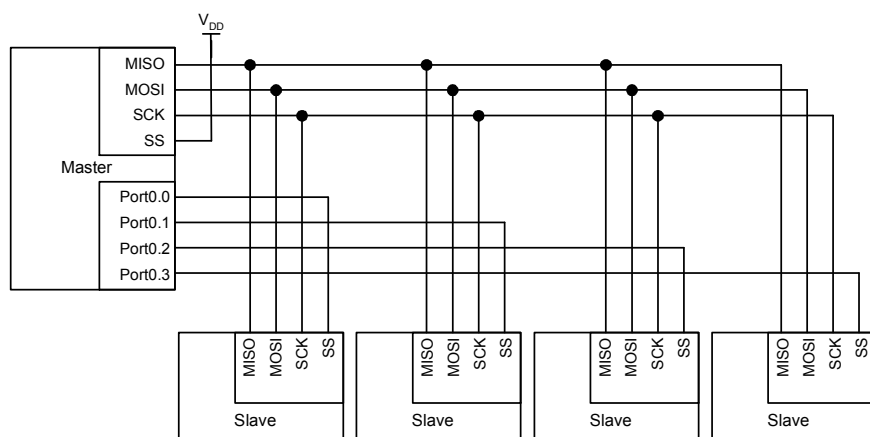 V_DD
MISO
MOSI
SCK
SS
Master
Port0.0
Port0.1
Port0.2
Port0.3
MISO MOSI SCK SS
Slave
MISO MOSI SCK SS
Slave
MISO MOSI SCK SS
Slave
MISO MOSI SCK SS
Slave